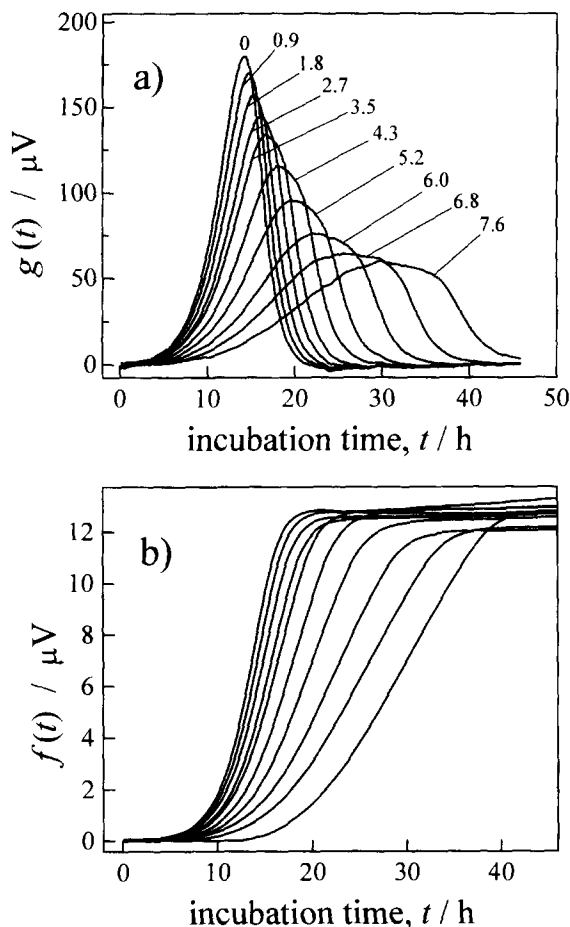 a)
200
150
100
50
0
g(t) / μV
0
0.9
1.8
2.7
3.5
4.3
5.2
6.0
6.8
7.6
0 10 20 30 40 50
incubation time, t / h
b)
12
10
8
6
4
2
0
f(t) / μV
0 10 20 30 40
incubation time, t / h